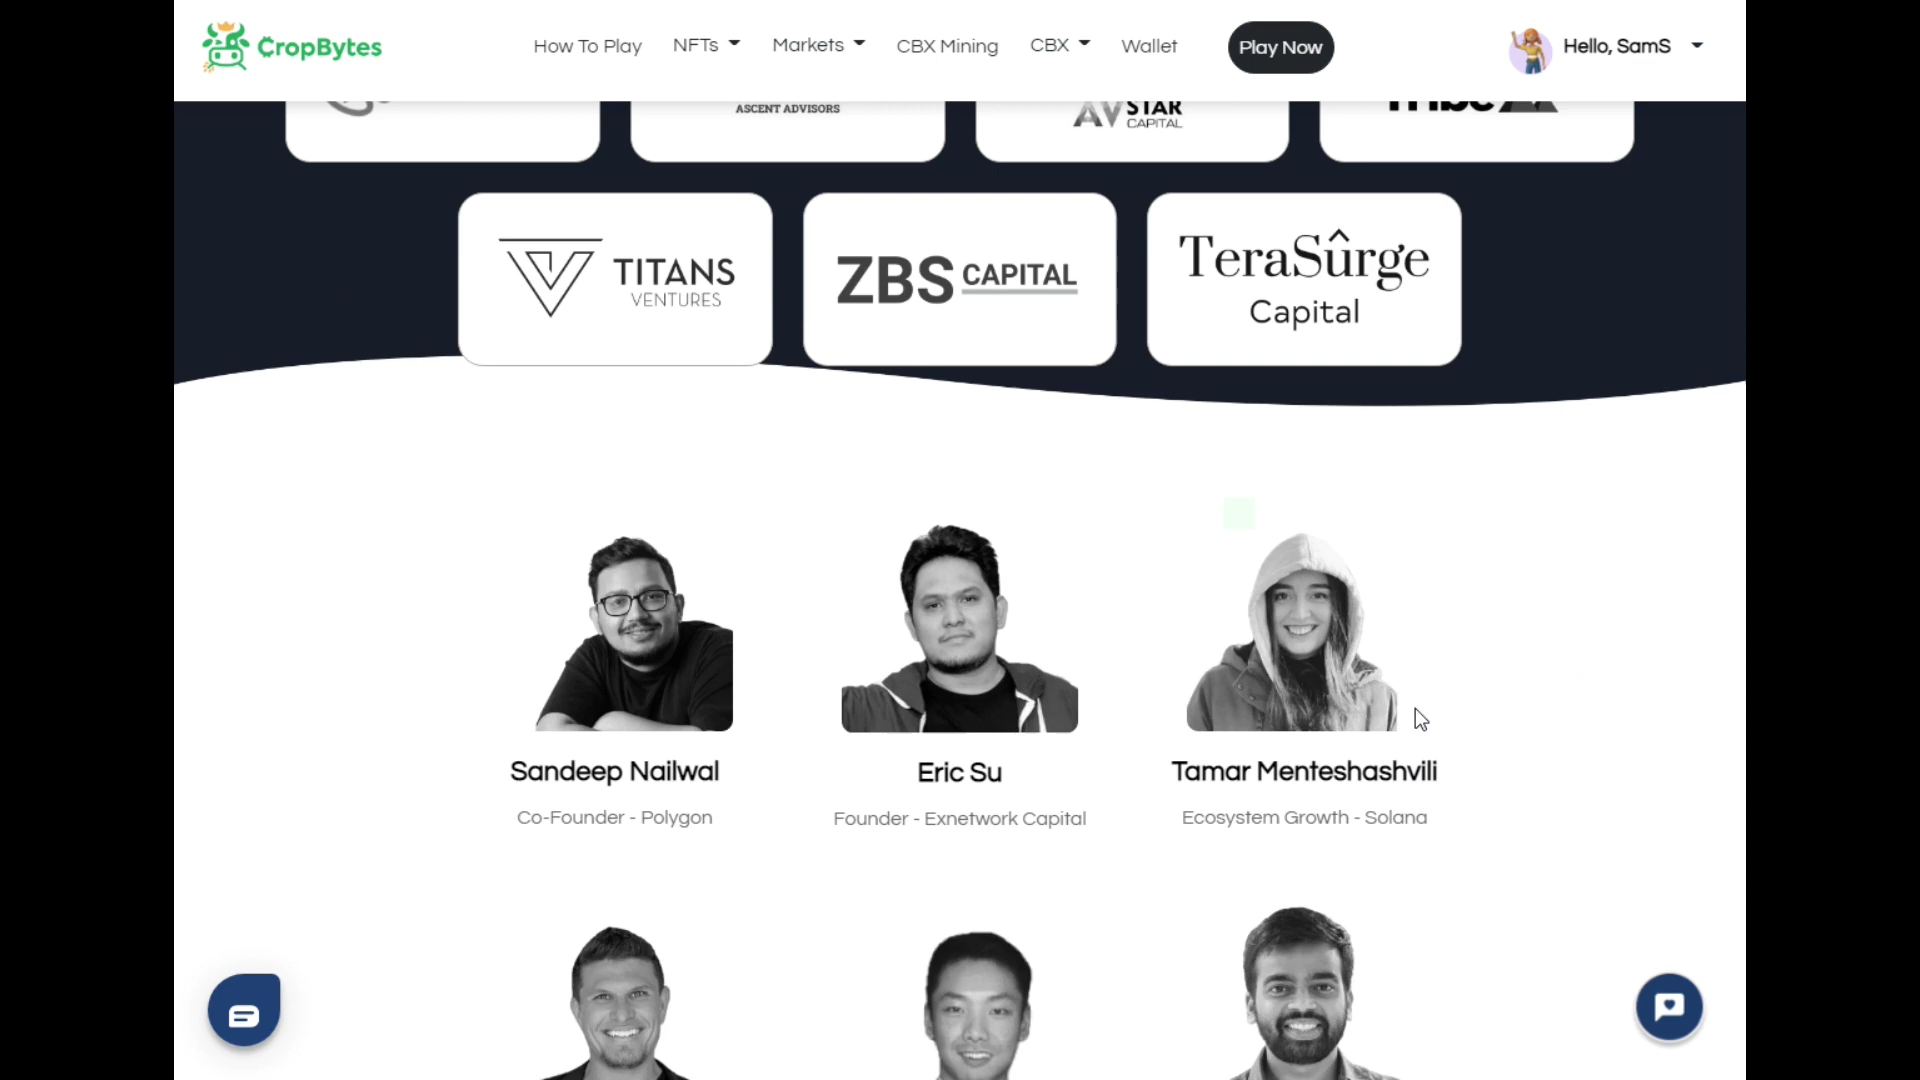 CropBytes
How To Play NFTs Markets CBX Mining CBX Wallet Play Now Hello, SamS
ASCENT ADVISORS
STAR
CAPITAL
TITANS
VENTURES
ZBS CAPITAL
TeraSûrge
Capital
Sandeep Nailwal
Co-Founder - Polygon
Eric Su
Founder - Exnetwork Capital
Tamar Menteshashvili
Ecosystem Growth - Solana